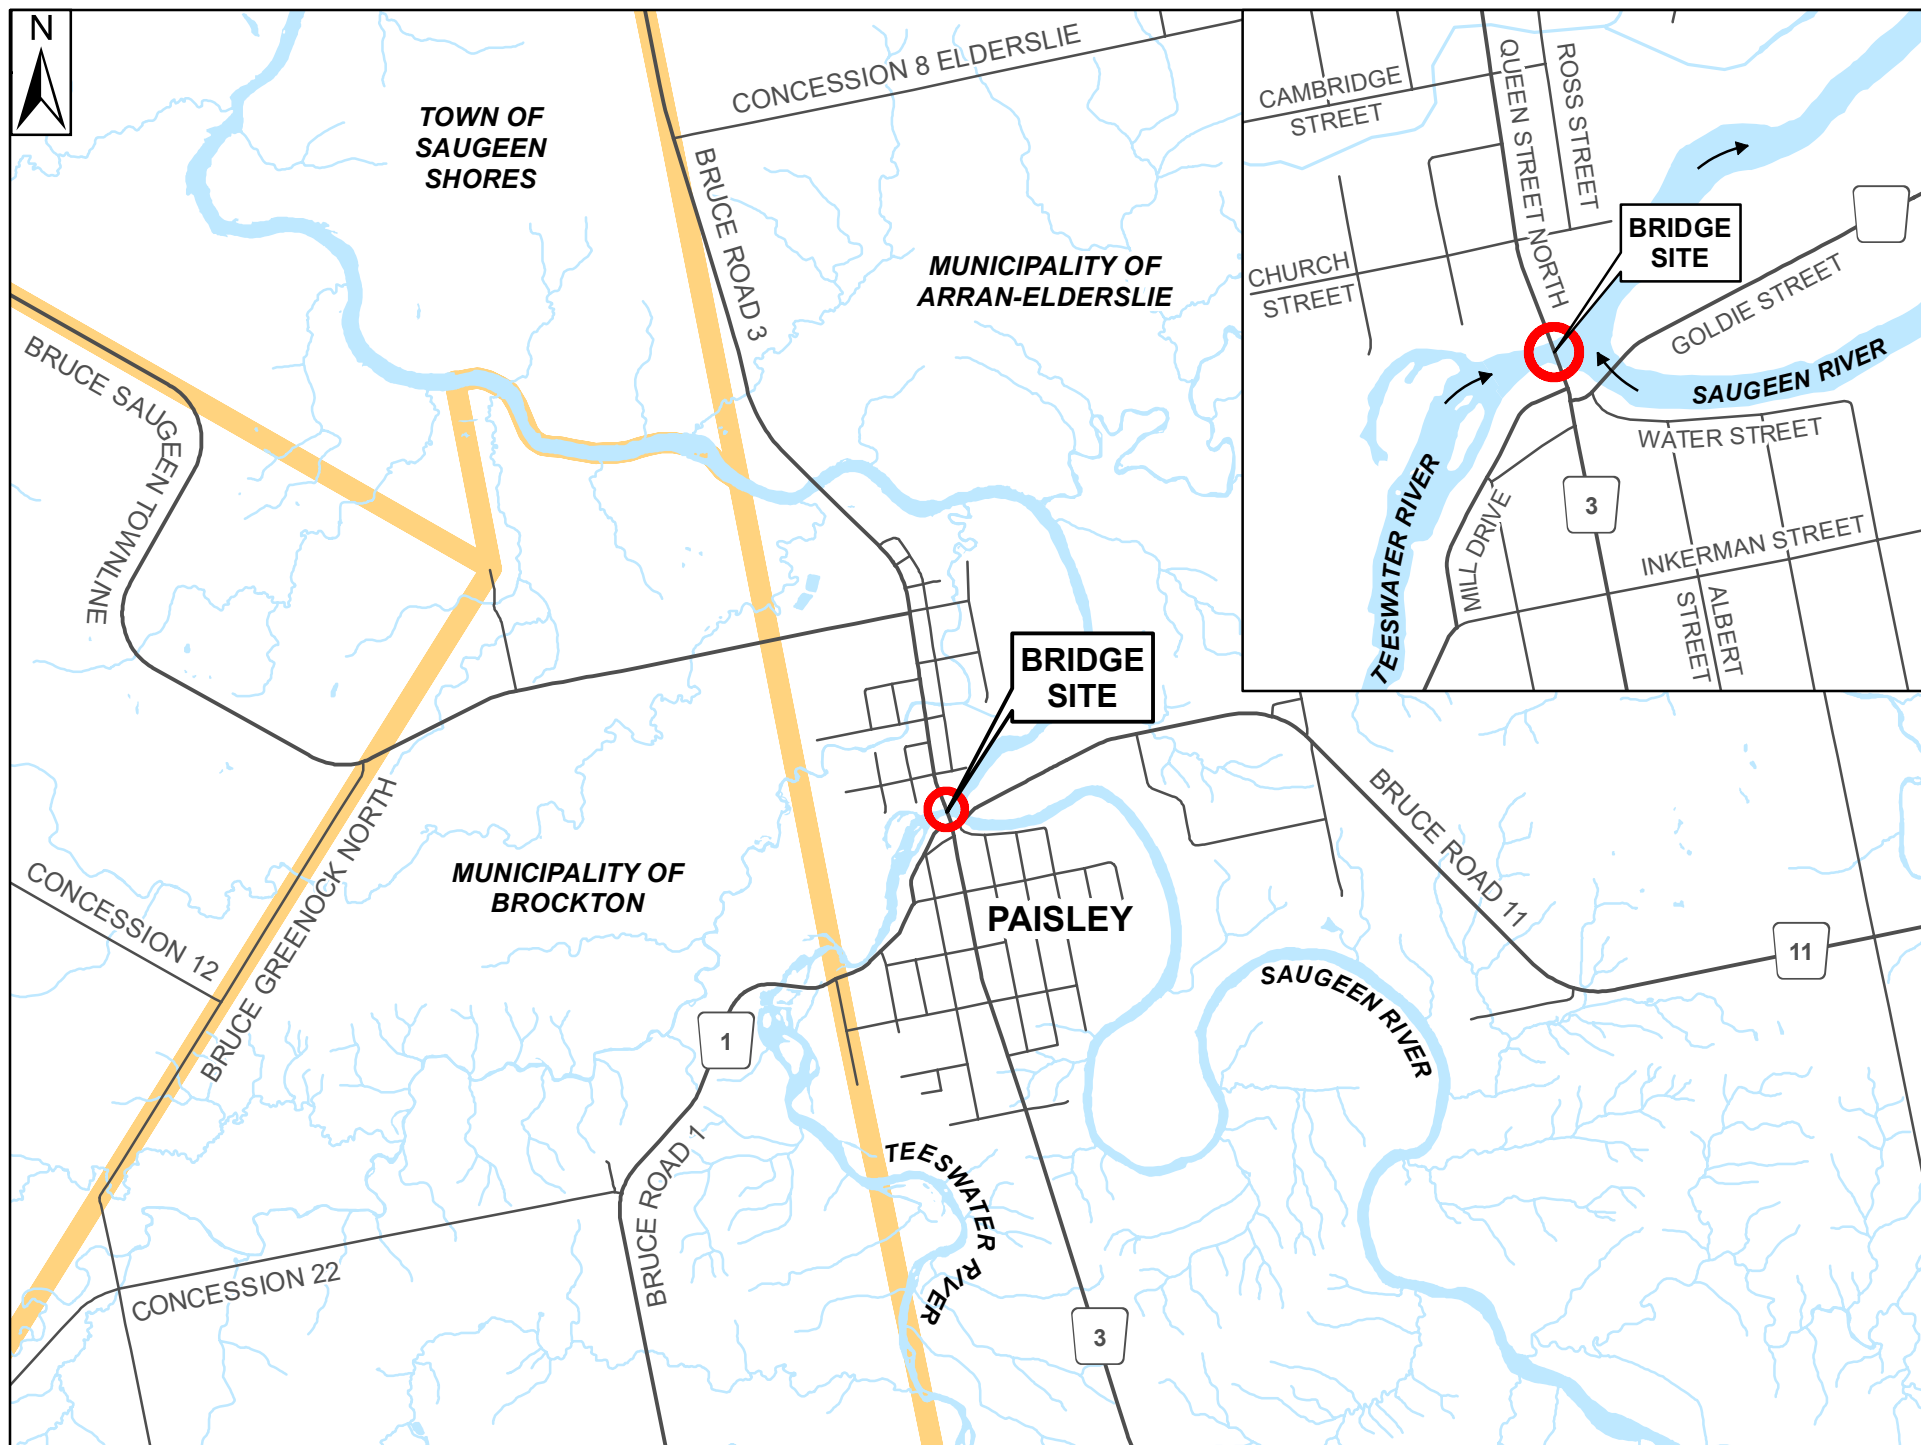 N
TOWN OF
SAUGEEN
SHORES
CONCESSION 8 ELDERSLIE
BRUCE ROAD 3
MUNICIPALITY OF
ARRAN-ELDERSLIE
BRUCE SAUGEEN TOWNLINE
BRIDGE
SITE
MUNICIPALITY OF
BROCKTON
PAISLEY
BRUCE ROAD 11
11
CONCESSION 12
BRUCE GREENOCK NORTH
SAUGEEN RIVER
1
BRUCE ROAD 1
TEESWATER RIVER
CONCESSION 22
3
CAMBRIDGE
STREET
QUEEN STREET NORTH
ROSS STREET
BRIDGE
SITE
CHURCH
STREET
GOLDIE STREET
SAUGEEN RIVER
WATER STREET
TEESWATER RIVER
MILL DRIVE
3
INKERMAN STREET
ALBERT
STREET